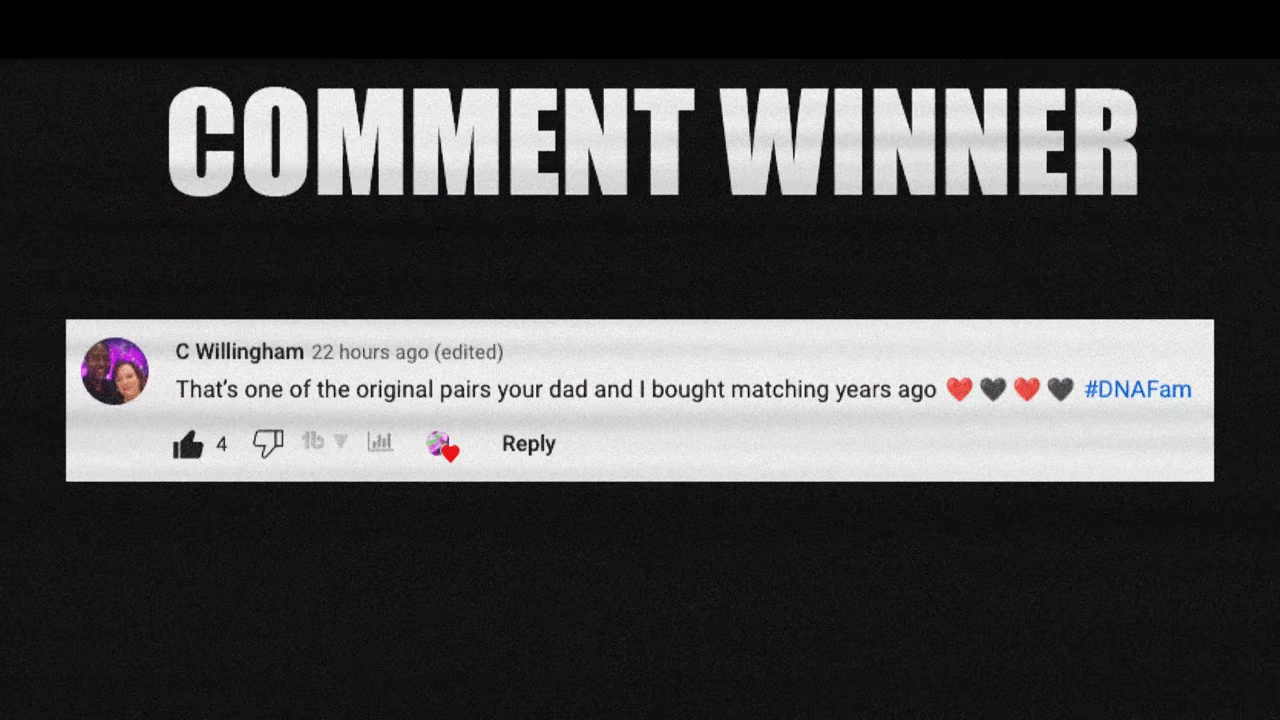 COMMENT WINNER
C Willingham 22 hours ago (edited)
That's one of the original pairs your dad and I bought matching years ago ❤️🖤❤️🖤 #DNAFam
4 Reply